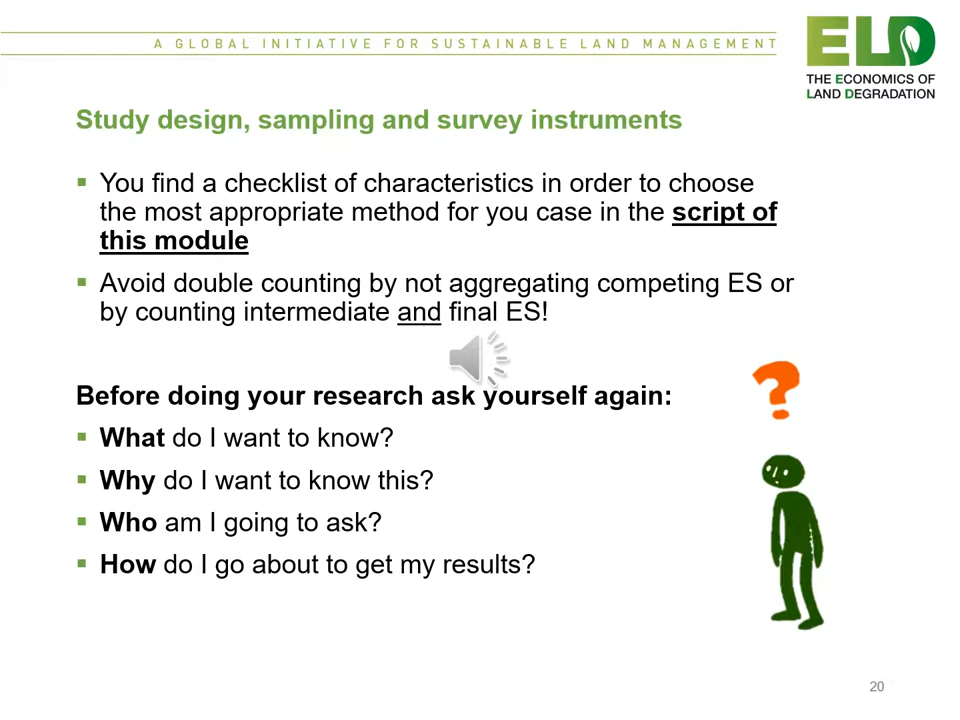 A GLOBAL INITIATIVE FOR SUSTAINABLE LAND MANAGEMENT
ELD
THE ECONOMICS OF
LAND DEGRADATION
Study design, sampling and survey instruments
▪ You find a checklist of characteristics in order to choose
the most appropriate method for you case in the script of
this module
▪ Avoid double counting by not aggregating competing ES or
by counting intermediate and final ES!
Before doing your research ask yourself again:
▪ What do I want to know?
▪ Why do I want to know this?
▪ Who am I going to ask?
▪ How do I go about to get my results?
?
20